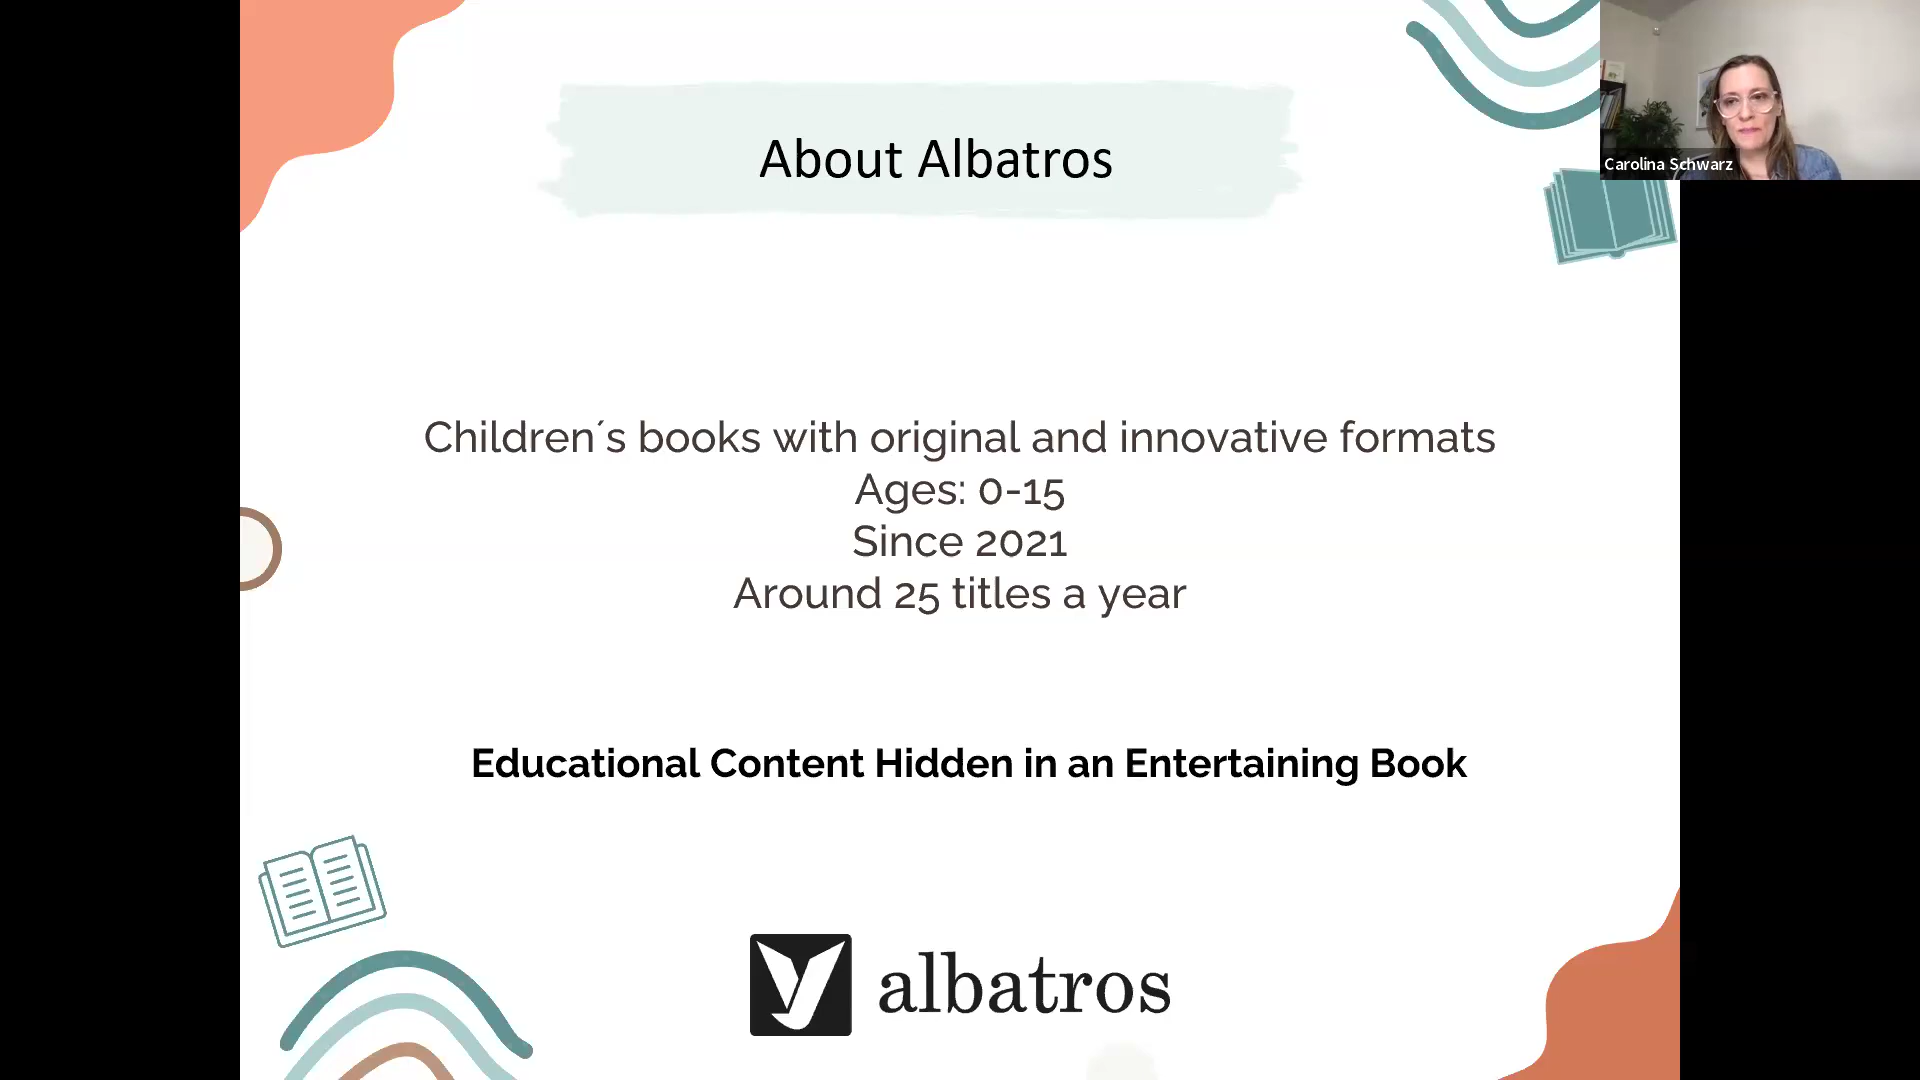 About Albatros
Carolina Schwarz
Children´s books with original and innovative formats
Ages: 0-15
Since 2021
Around 25 titles a year
Educational Content Hidden in an Entertaining Book
albatros